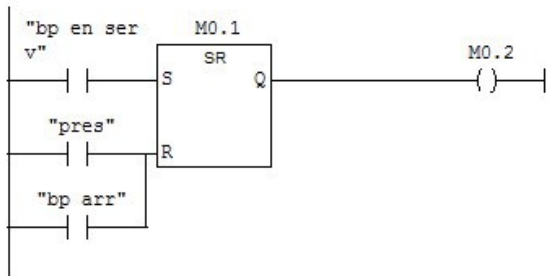 "bp en ser
v"
M0.1
SR
M0.2
S
Q
"pres"
R
"bp arr"